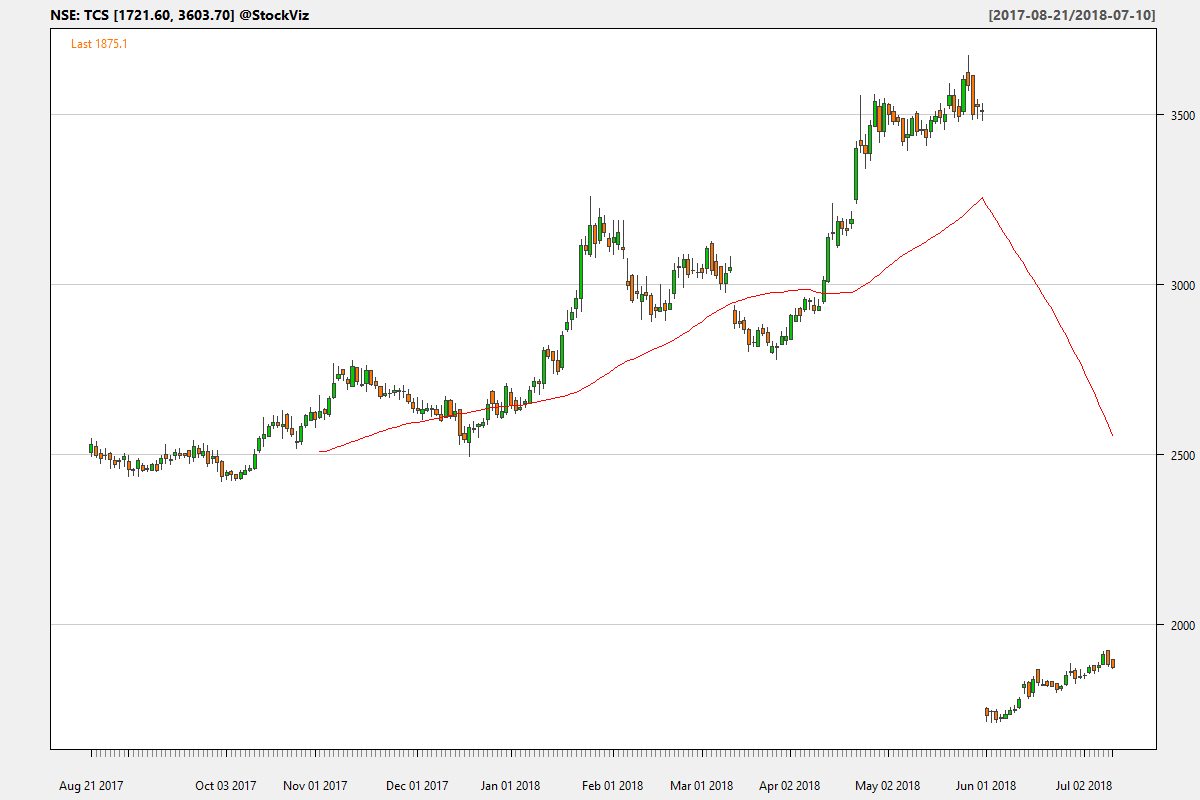 NSE: TCS [1721.60, 3603.70] @StockViz [2017-08-21/2018-07-10]
Last 1875.1
3500
3000
2500
2000
Aug 21 2017 Oct 03 2017 Nov 01 2017 Dec 01 2017 Jan 01 2018 Feb 01 2018 Mar 01 2018 Apr 02 2018 May 02 2018 Jun 01 2018 Jul 02 2018